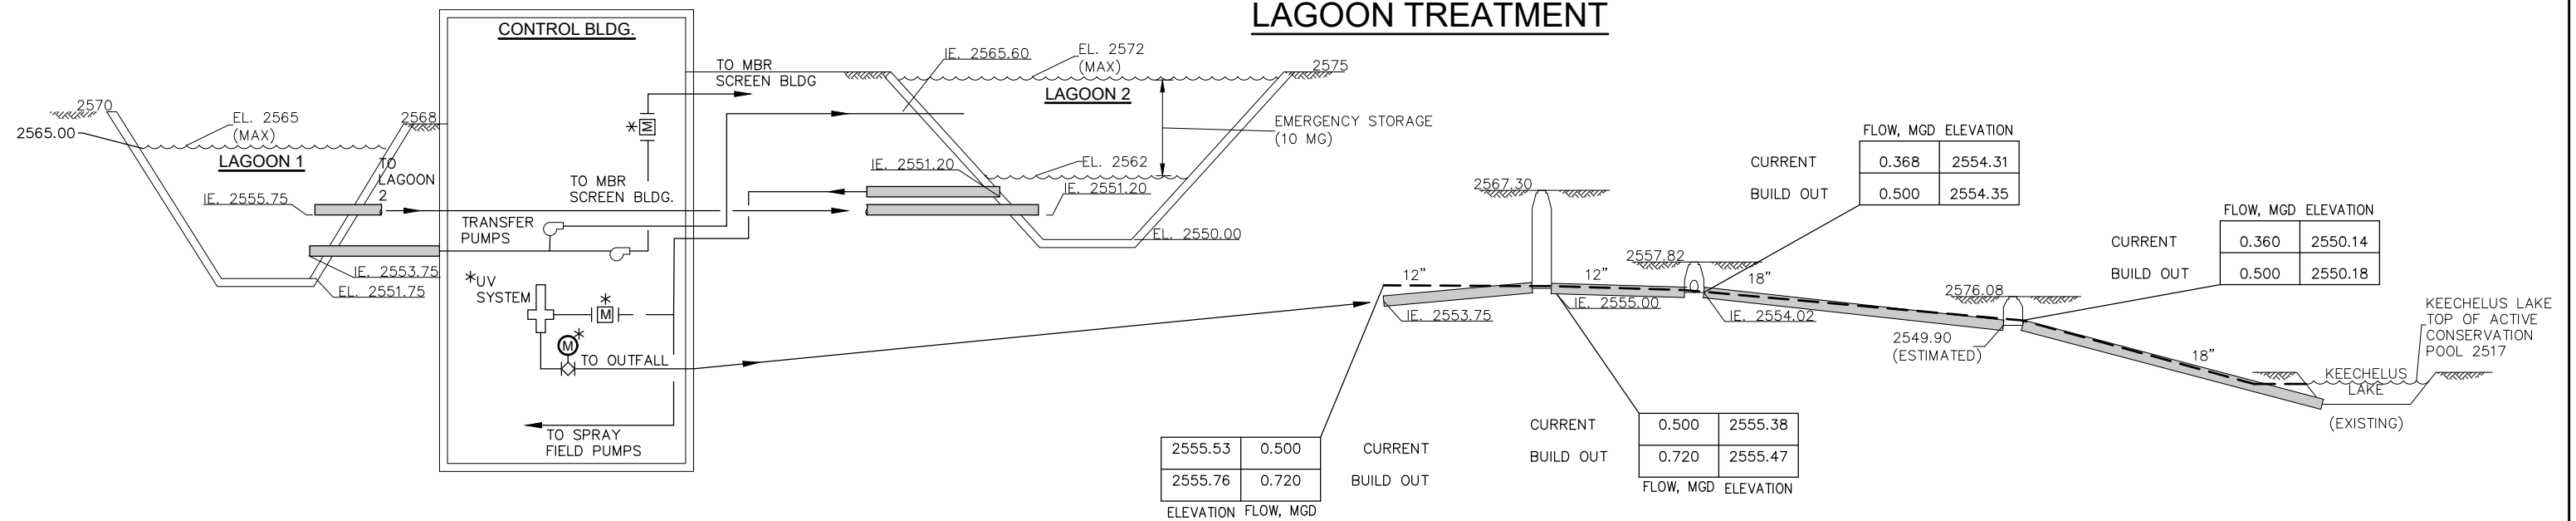 LAGOON TREATMENT
CONTROL BLDG.
2570
2565.00
EL. 2565
(MAX)
2568
LAGOON 1
TO
LAGOON
2
IE. 2555.75
IE. 2553.75
EL. 2551.75
TO MBR
SCREEN BLDG
*M
TO MBR
SCREEN BLDG.
TRANSFER
PUMPS
*UV
SYSTEM
*
M
M*
TO OUTFALL
TO SPRAY
FIELD PUMPS
IE. 2565.60
EL. 2572
(MAX)
2575
LAGOON 2
EMERGENCY STORAGE
(10 MG)
EL. 2562
IE. 2551.20
IE. 2551.20
EL. 2550.00
12"
IE. 2553.75
2567.30
12"
IE. 2555.00
2557.82
18"
IE. 2554.02
2576.08
2549.90
(ESTIMATED)
18"
KEECHELUS LAKE
TOP OF ACTIVE
CONSERVATION
POOL 2517
KEECHELUS
LAKE
(EXISTING)
FLOW, MGD ELEVATION
CURRENT 0.368 2554.31
BUILD OUT 0.500 2554.35
FLOW, MGD ELEVATION
CURRENT 0.360 2550.14
BUILD OUT 0.500 2550.18
2555.53 0.500 CURRENT
2555.76 0.720 BUILD OUT
ELEVATION FLOW, MGD
CURRENT 0.500 2555.38
BUILD OUT 0.720 2555.47
FLOW, MGD ELEVATION